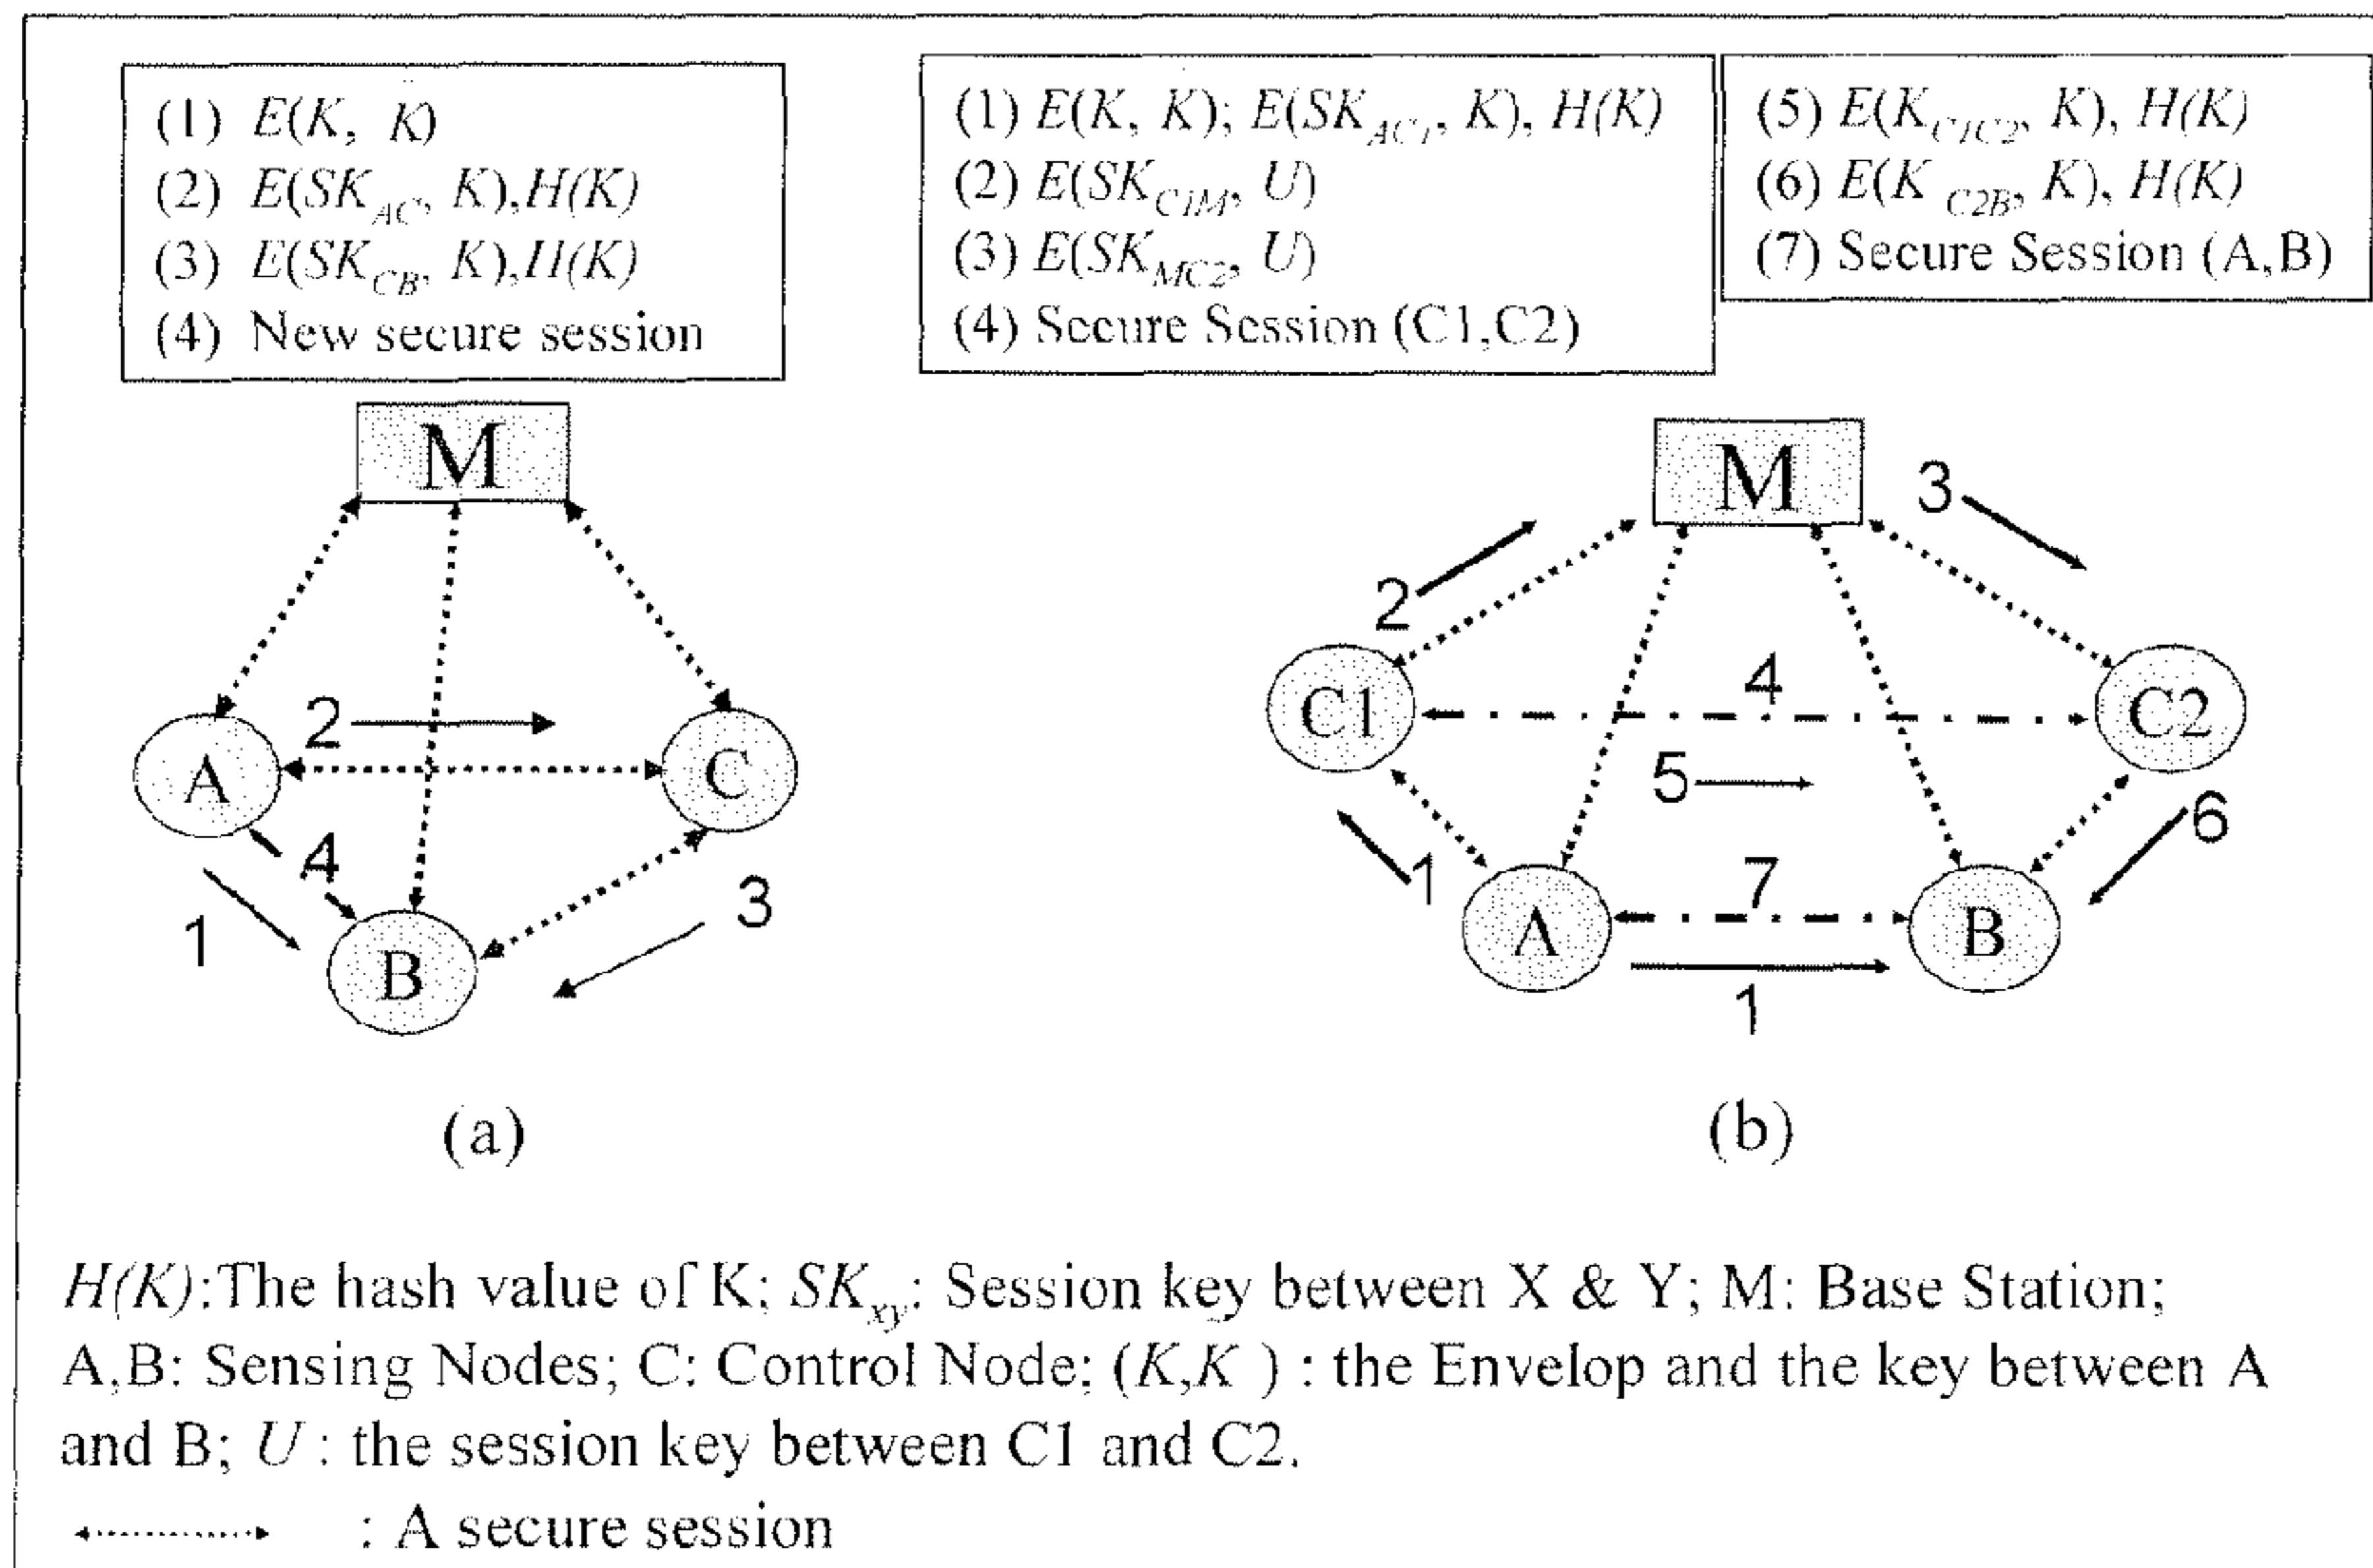 (1) E(K, K)
(2) E(SK_AC, K),H(K)
(3) E(SK_CB, K),H(K)
(4) New secure session
(1) E(K, K); E(SK_AC1, K), H(K)
(2) E(SK_C1M, U)
(3) E(SK_MC2, U)
(4) Secure Session (C1,C2)
(5) E(K_C1C2, K), H(K)
(6) E(K_C2B, K), H(K)
(7) Secure Session (A,B)
M
A
2
C
4
1
B
3
(a)
M
3
2
C1
4
C2
5
1
6
A
7
B
1
(b)
H(K):The hash value of K; SK_xy: Session key between X & Y; M: Base Station;
A,B: Sensing Nodes; C: Control Node; (K,K ) : the Envelop and the key between A
and B; U : the session key between C1 and C2.
: A secure session